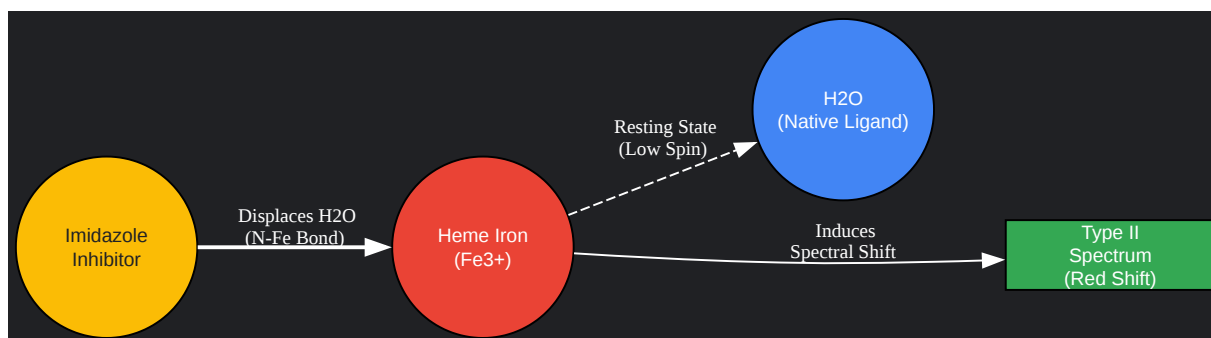 Imidazole
Inhibitor
Displaces H2O
(N-Fe Bond)
Heme Iron
(Fe3+)
Resting State
(Low Spin)
H2O
(Native Ligand)
Induces
Spectral Shift
Type II
Spectrum
(Red Shift)